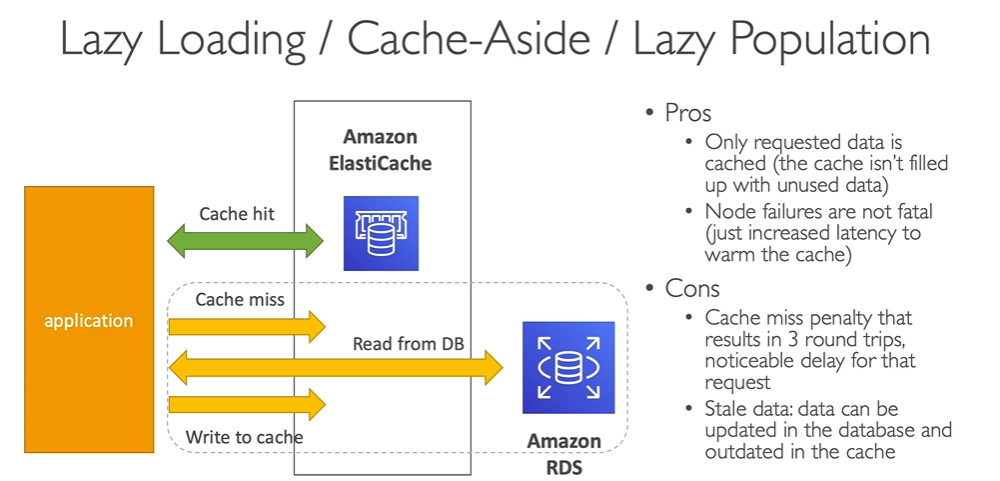 Lazy Loading / Cache-Aside / Lazy Population
Amazon
ElastiCache
Cache hit
application
Cache miss
Read from DB
Write to cache
Amazon
RDS
• Pros
• Only requested data is
cached (the cache isn't filled
up with unused data)
• Node failures are not fatal
(just increased latency to
warm the cache)
• Cons
• Cache miss penalty that
results in 3 round trips,
noticeable delay for that
request
• Stale data: data can be
updated in the database and
outdated in the cache